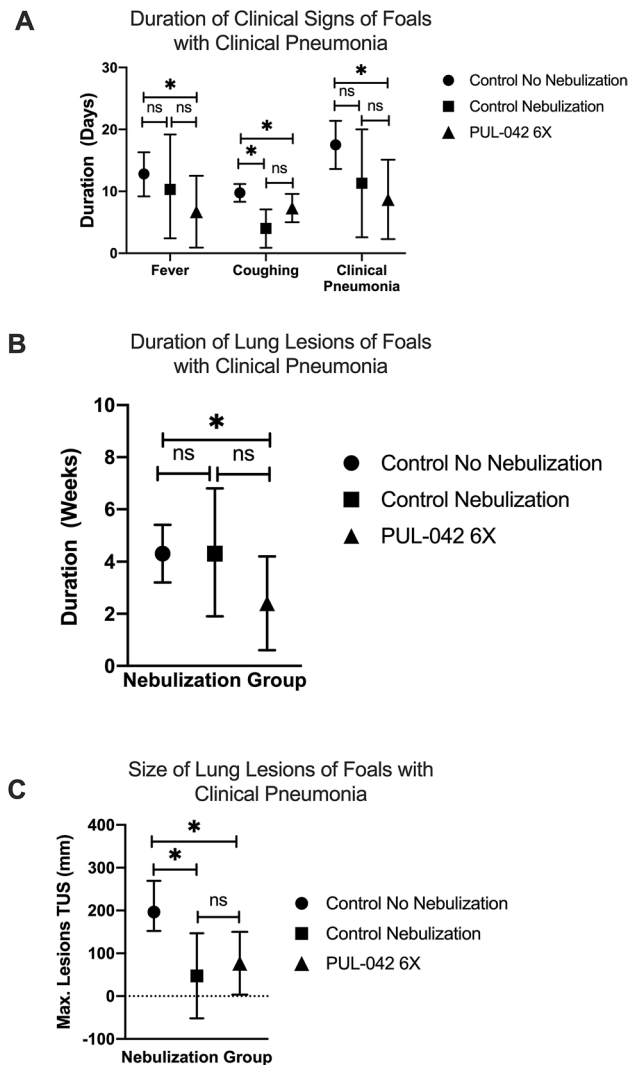 A
Duration of Clinical Signs of Foals
with Clinical Pneumonia
Duration (Days)
30
20
10
0
*
ns
ns
*
*
ns
*
ns
ns
Fever
Coughing
Clinical
Pneumonia
Control No Nebulization
Control Nebulization
PUL-042 6X
B
Duration of Lung Lesions of Foals
with Clinical Pneumonia
Duration (Weeks)
10
8
6
4
2
0
*
ns
ns
Nebulization Group
Control No Nebulization
Control Nebulization
PUL-042 6X
C
Size of Lung Lesions of Foals with
Clinical Pneumonia
Max. Lesions TUS (mm)
400
300
200
100
0
-100
*
*
ns
Nebulization Group
Control No Nebulization
Control Nebulization
PUL-042 6X